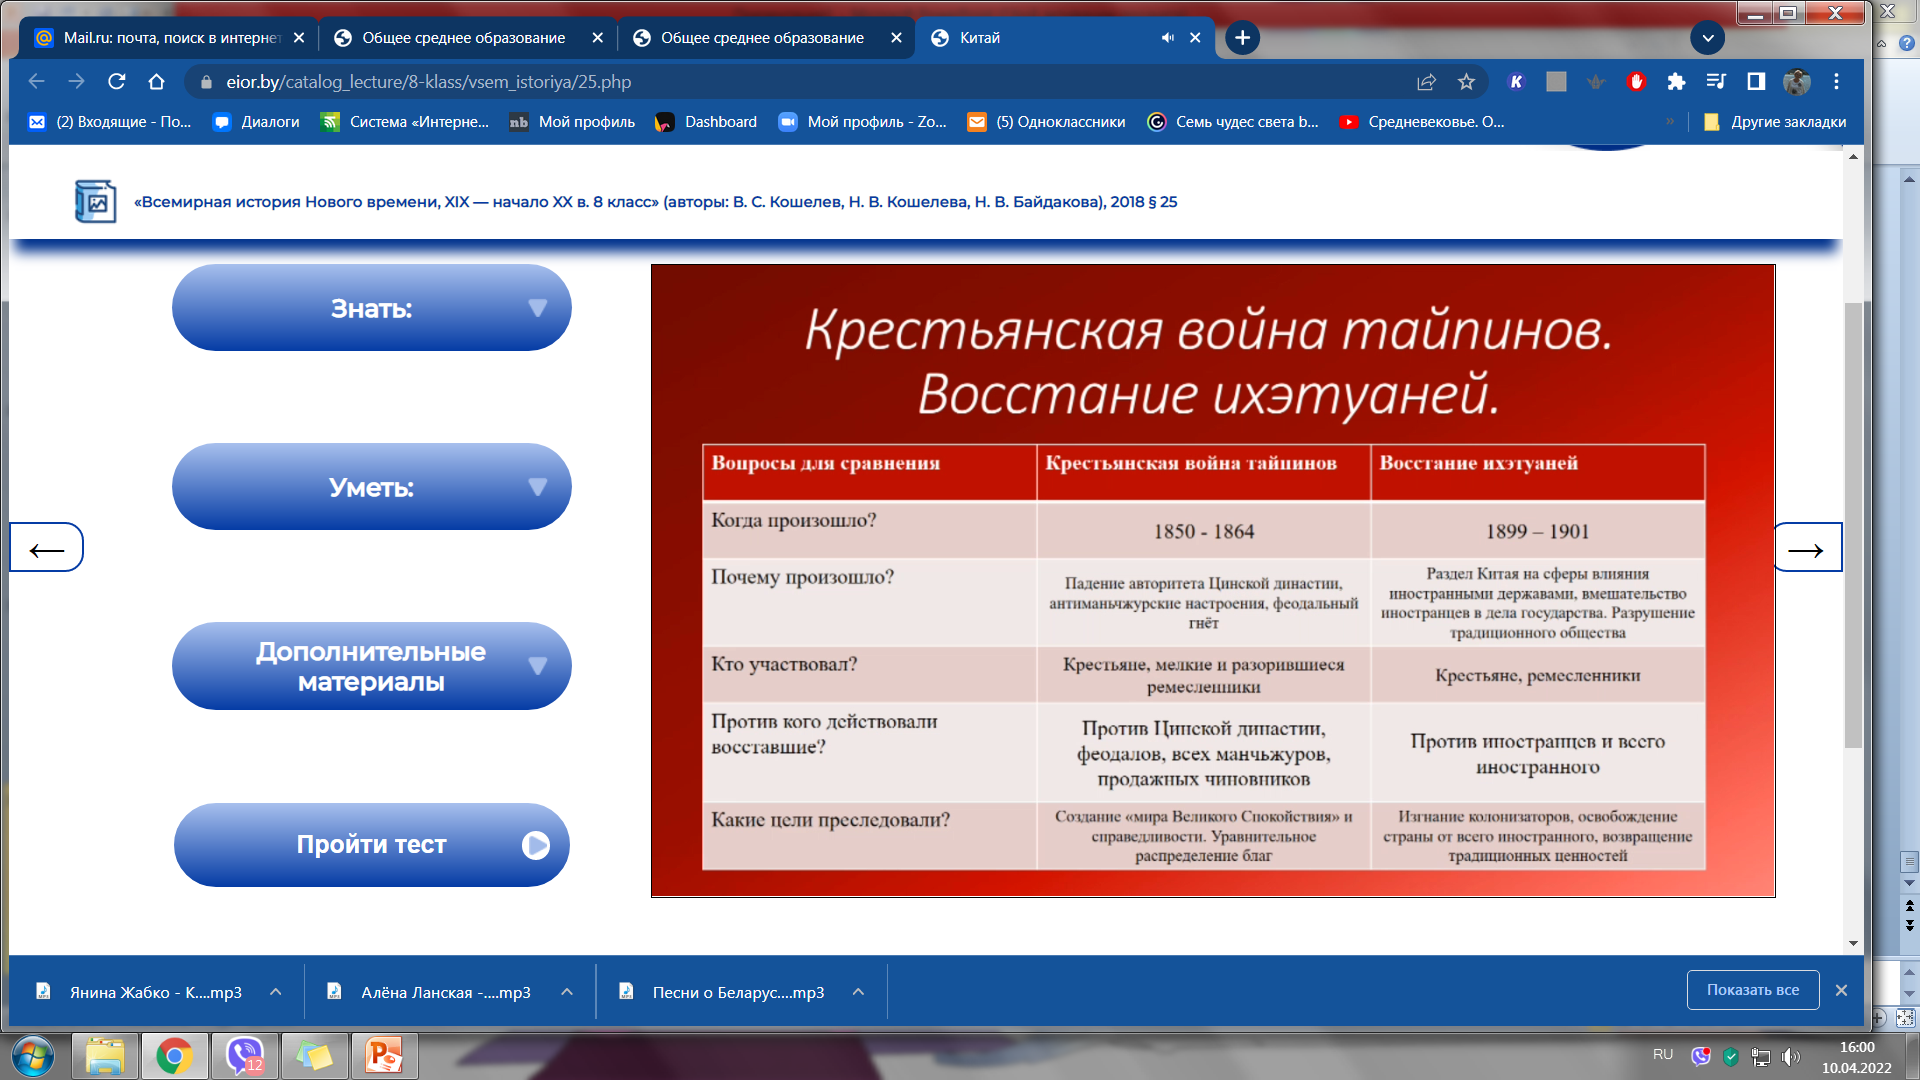 Mail.ru: почта, поиск в интернет
Общее среднее образование
Общее среднее образование
Китай
eior.by/catalog_lecture/8-klass/vsem_istoriya/25.php
(2) Входящие - По...
Диалоги
Система «Интерне...
nb Мой профиль
Dashboard
Мой профиль - Zo...
(5) Одноклассники
Семь чудес света b...
Средневековье. О...
»
Другие закладки
«Всемирная история Нового времени, XIX — начало XX в. 8 класс» (авторы: В. С. Кошелев, Н. В. Кошелева, Н. В. Байдакова), 2018 § 25
Знать:
Уметь:
Дополнительные
материалы
Пройти тест
←
→
Крестьянская война тайпинов.
Восстание ихэтуаней.
Вопросы для сравнения
Крестьянская война тайпинов
Восстание ихэтуаней
Когда произошло?
1850 - 1864
1899 – 1901
Почему произошло?
Падение авторитета Цинской династии,
антиманьчжурские настроения, феодальный
гнёт
Раздел Китая на сферы влияния
иностранными державами, вмешательство
иностранцев в дела государства. Разрушение
традиционного общества
Кто участвовал?
Крестьяне, мелкие и разорившиеся
ремесленники
Крестьяне, ремесленники
Против кого действовали
восставшие?
Против Цинской династии,
феодалов, всех манчьжуров,
продажных чиновников
Против иностранцев и всего
иностранного
Какие цели преследовали?
Создание «мира Великого Спокойствия» и
справедливости. Уравнительное
распределение благ
Изгнание колонизаторов, освобождение
страны от всего иностранного, возвращение
традиционных ценностей
Янина Жабко - К....mp3
Алёна Ланская -....mp3
Песни о Беларус....mp3
Показать все
12
RU
16:00
10.04.2022